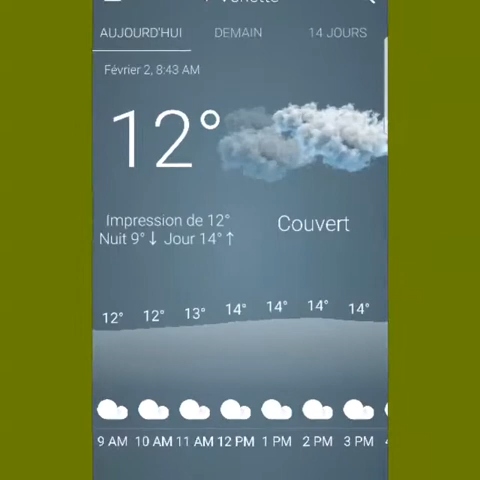 AUJOURD'HUI DEMAIN 14 JOURS
Février 2, 8:43 AM
12°
Impression de 12°
Nuit 9°↓ Jour 14°↑
Couvert
12° 12° 13° 14° 14° 14° 14°
9 AM 10 AM 11 AM 12 PM 1 PM 2 PM 3 PM